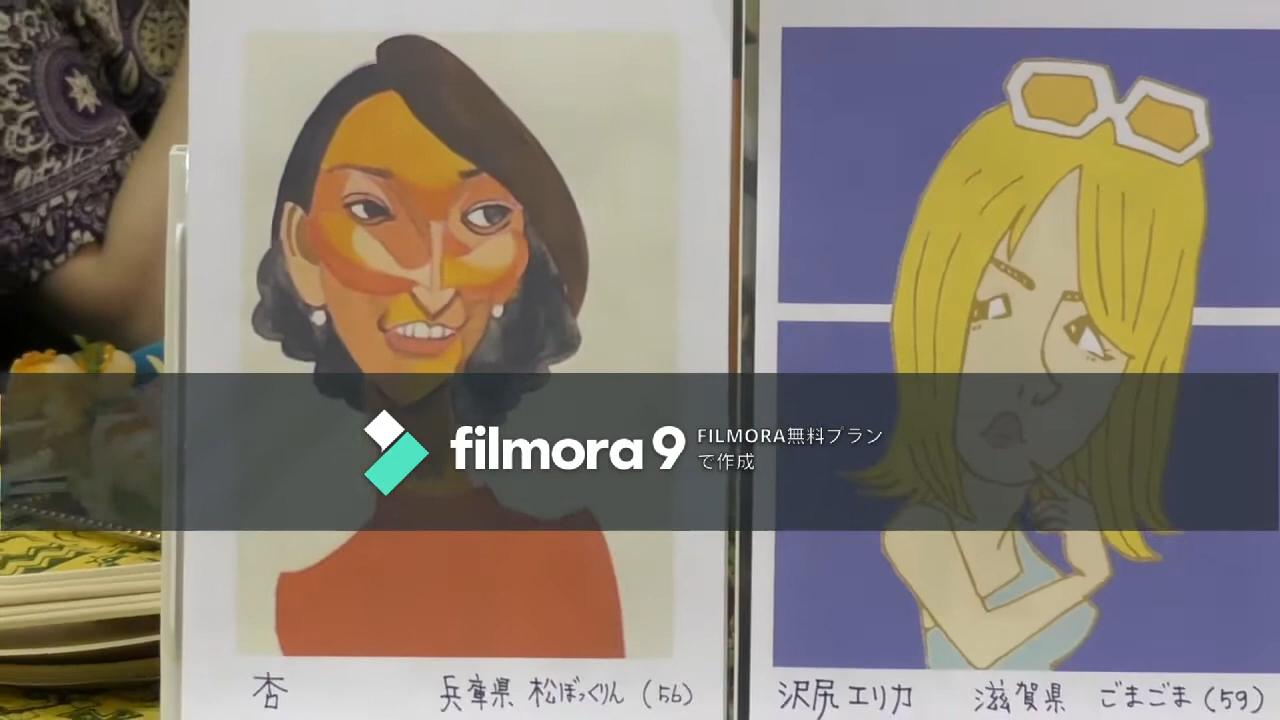 filmora9
FILMORA無料プラン
で作成
杏 兵庫県 松ぼっくりん (56)
沢尻エリカ 滋賀県 ごまごま (59)